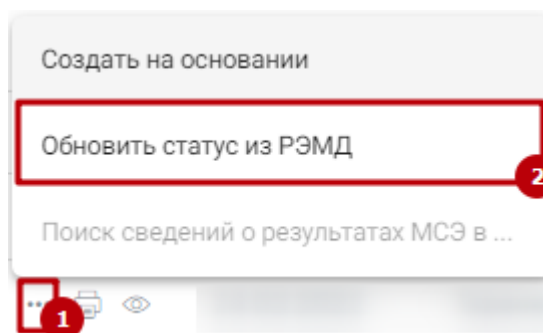 Создать на основании
Обновить статус из РЭМД
2
Поиск сведений о результатах МСЭ в ...
1